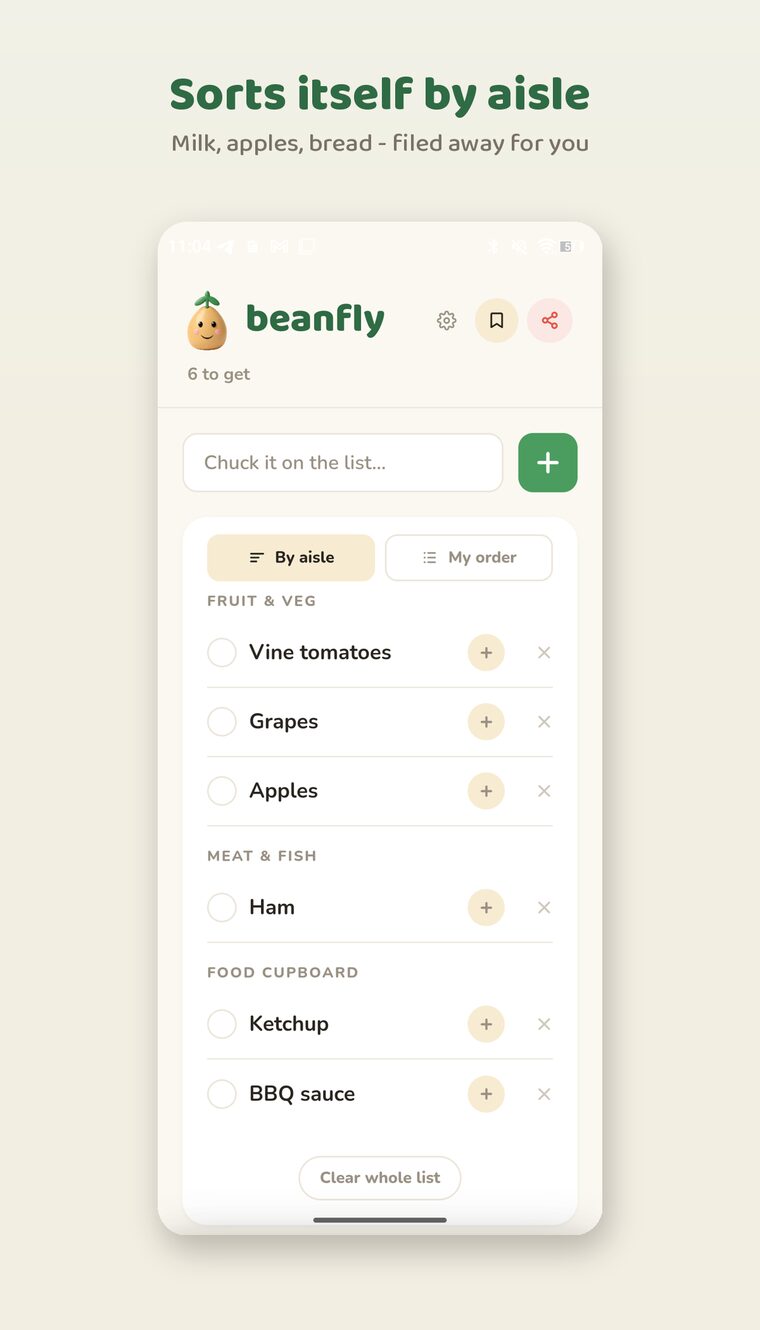 Sorts itself by aisle
Milk, apples, bread - filed away for you
11:04
beanfly
6 to get
Chuck it on the list...
By aisle
My order
FRUIT & VEG
Vine tomatoes
Grapes
Apples
MEAT & FISH
Ham
FOOD CUPBOARD
Ketchup
BBQ sauce
Clear whole list